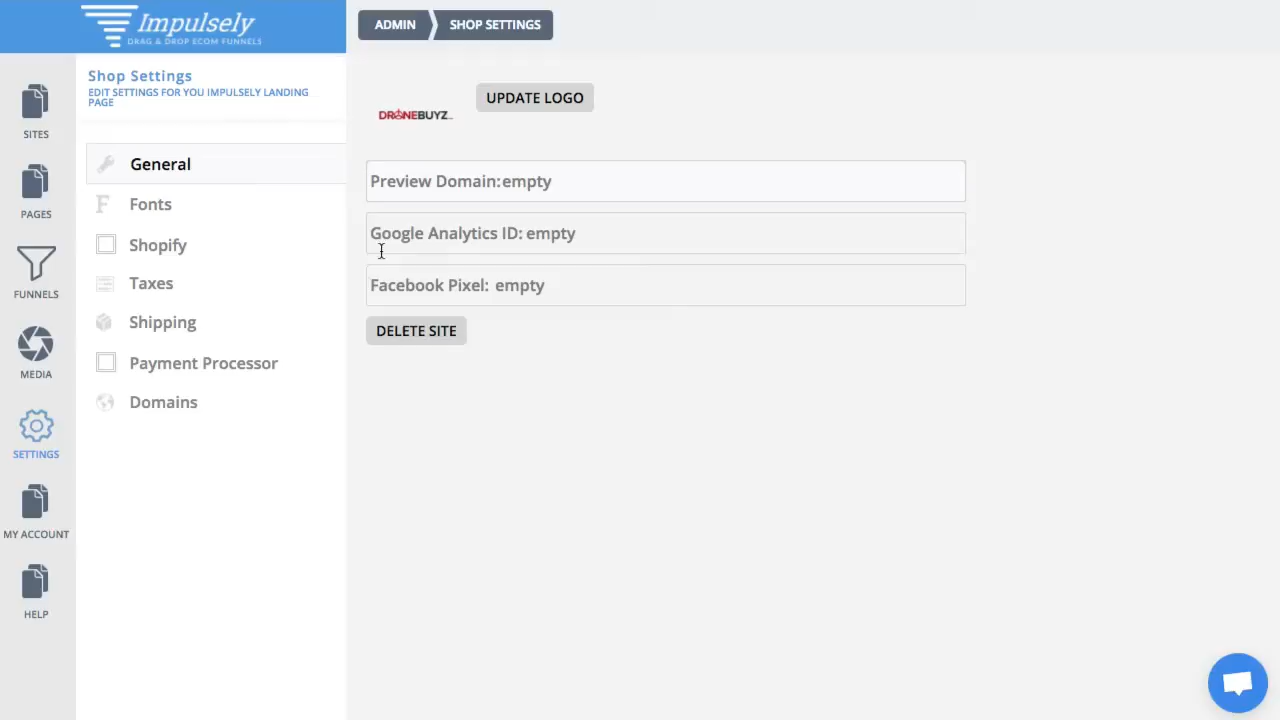 Impulsely
DRAG & DROP ECOM FUNNELS
ADMIN
SHOP SETTINGS
Shop Settings
EDIT SETTINGS FOR YOU IMPULSELY LANDING
PAGE
SITES
PAGES
FUNNELS
MEDIA
SETTINGS
MY ACCOUNT
HELP
General
Fonts
Shopify
Taxes
Shipping
Payment Processor
Domains
DRONEBUYZ
UPDATE LOGO
Preview Domain: empty
Google Analytics ID: empty
Facebook Pixel: empty
DELETE SITE